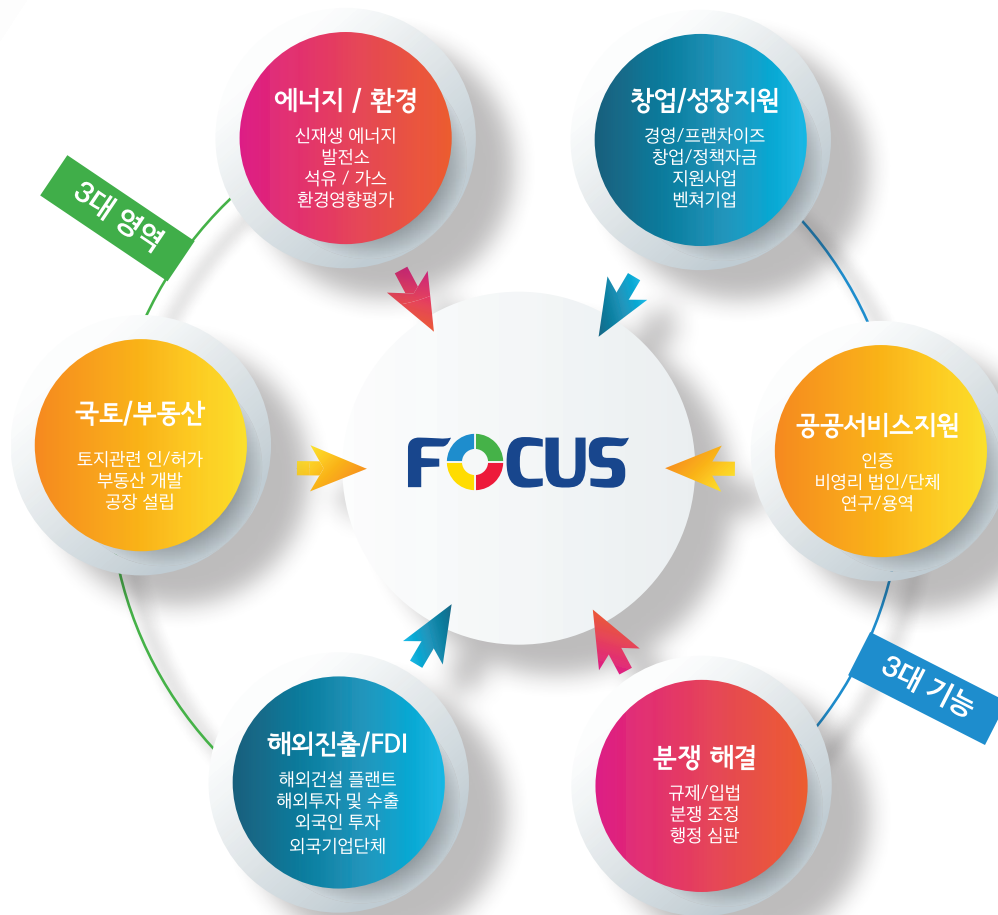 에너지 / 환경
신재생 에너지
발전소
석유 / 가스
환경영향평가
창업/성장지원
경영/프랜차이즈
창업/정책자금
지원사업
벤쳐기업
3대 영역
국토/부동산
토지관련 인/허가
부동산 개발
공장 설립
FOCUS
공공서비스지원
인증
비영리 법인/단체
연구/용역
해외진출/FDI
해외건설 플랜트
해외투자 및 수출
외국인 투자
외국기업단체
분쟁 해결
규제/입법
분쟁 조정
행정 심판
3대 기능